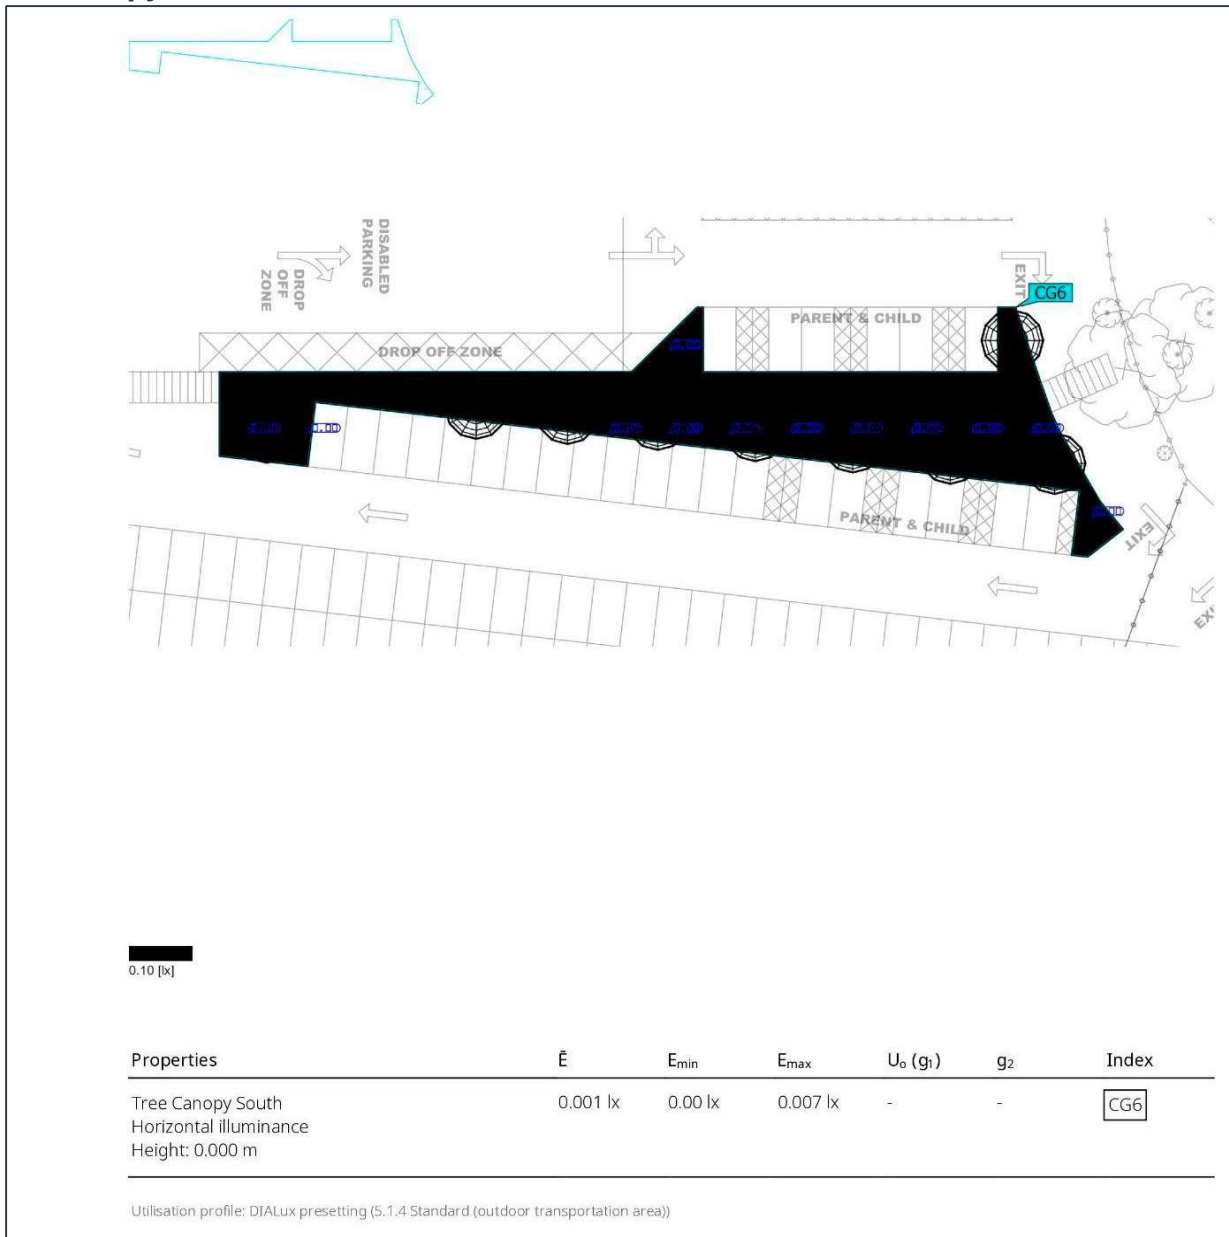 DISABLED
PARKING
DROP
OFF
ZONE
EXIT
CG6
PARENT & CHILD
DROP OFF ZONE
PARENT & CHILD
EXIT
0.10 [lx]
Properties Ē Emin Emax Uₒ (g₁) g₂ Index
Tree Canopy South 0.001 lx 0.00 lx 0.007 lx - - CG6
Horizontal illuminance
Height: 0.000 m
Utilisation profile: DIALux presetting (5.1.4 Standard (outdoor transportation area))